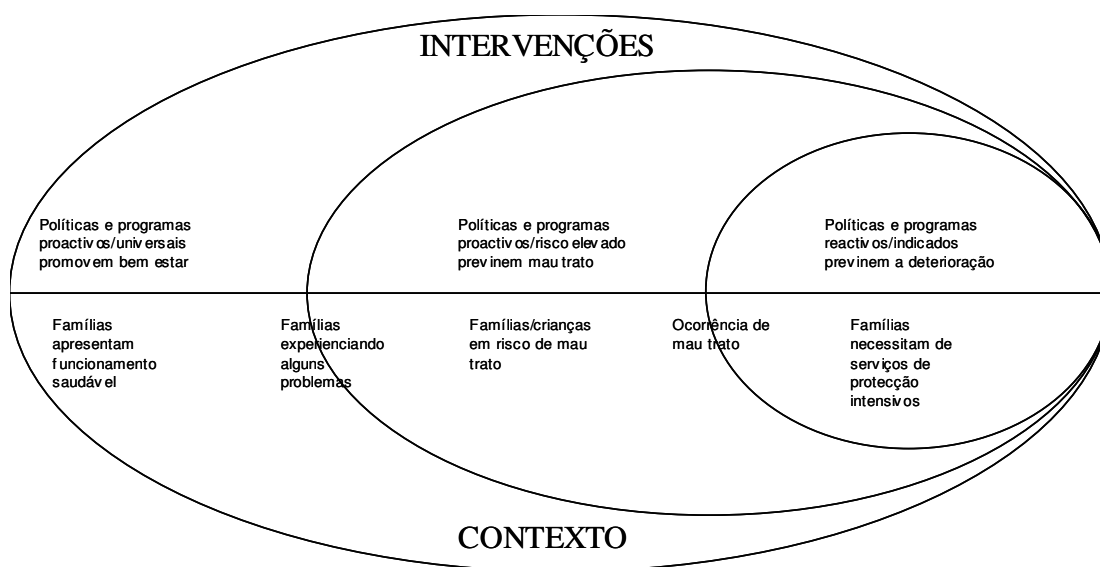 INTERVENÇÕES
Políticas e programas
proactivos/universais
promovem bem estar
Políticas e programas
proactivos/risco elevado
previnem mau trato
Políticas e programas
reactivos/indicados
previnem a deterioração
Famílias
apresentam
funcionamento
saudável
Famílias
experienciando
alguns
problemas
Famílias/crianças
em risco de mau
trato
Ocorrência de
mau trato
Famílias
necessitam de
serviços de
protecção
intensivos
CONTEXTO